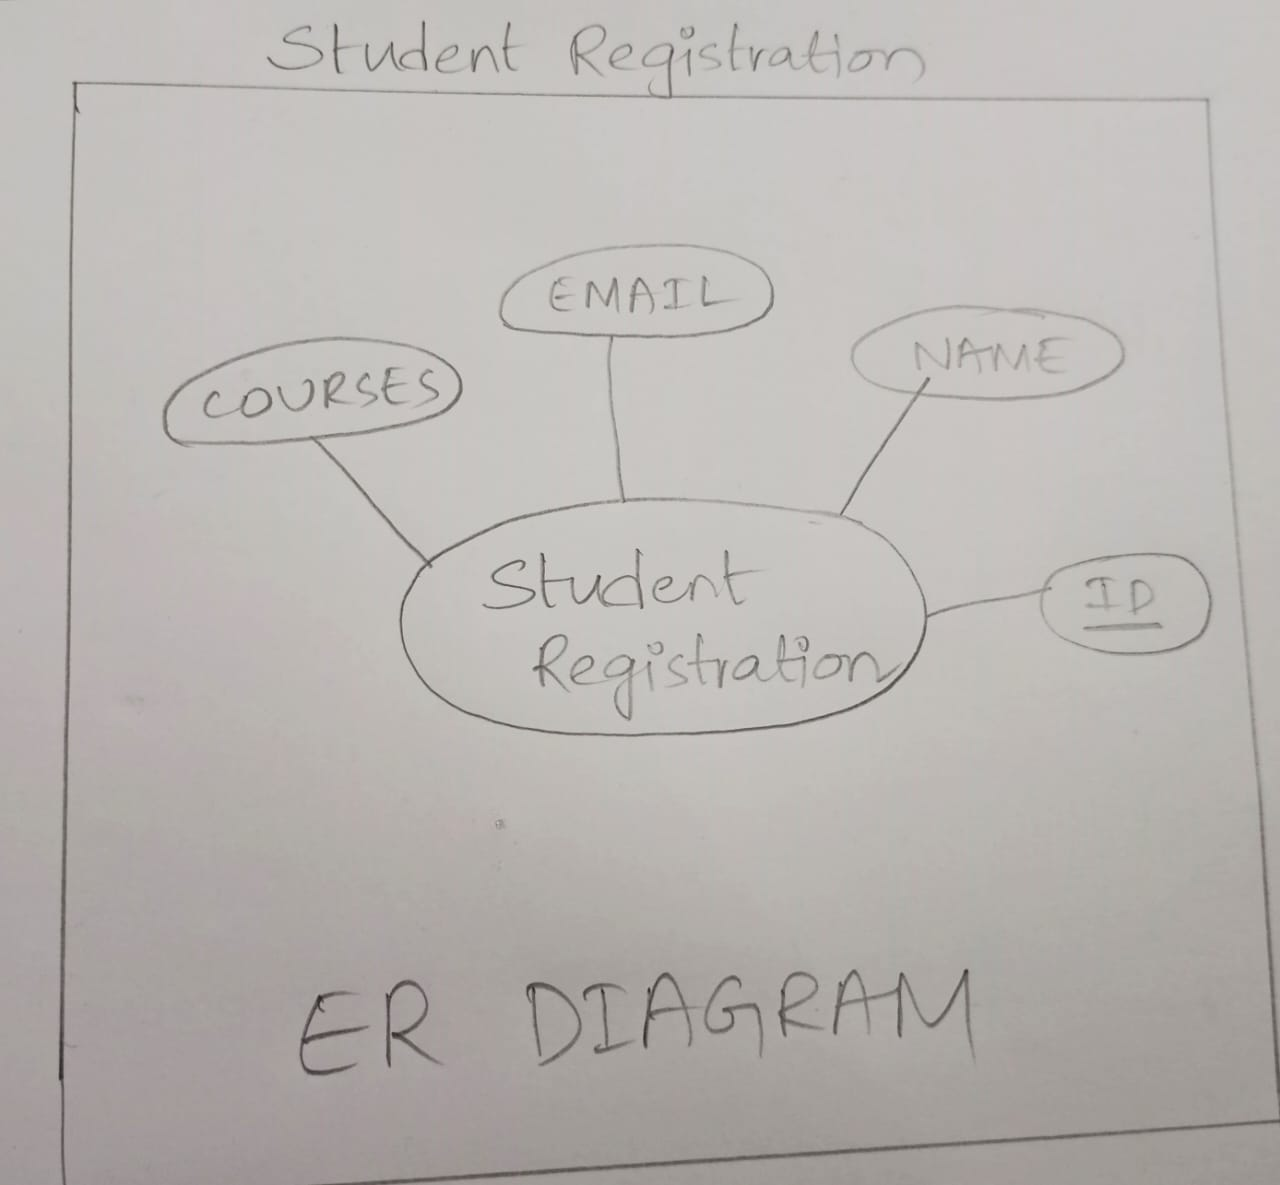 Student Registration
EMAIL
NAME
COURSES
Student
Registration
ID
ER DIAGRAM